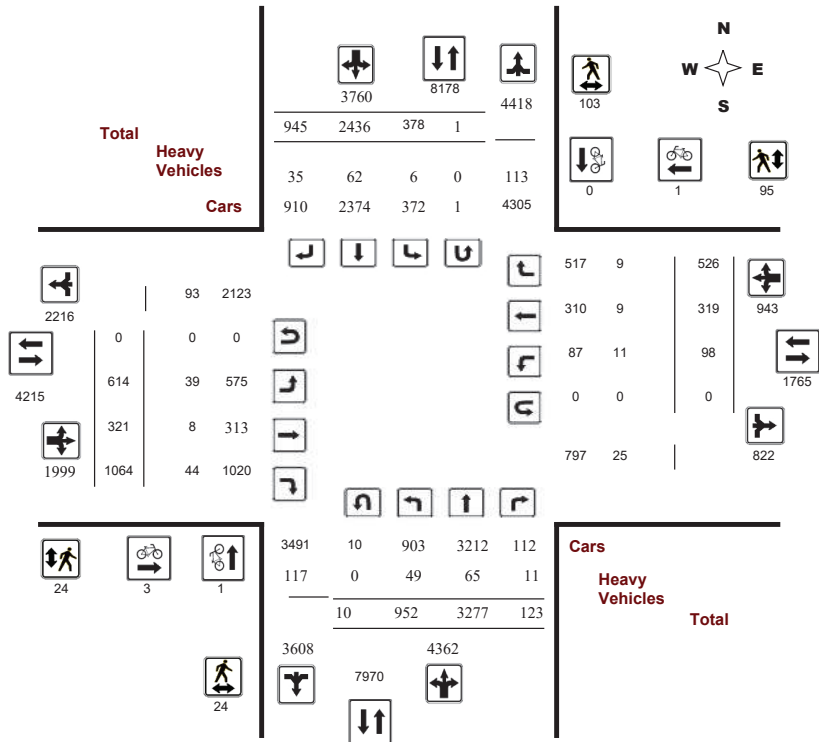 N
W E
S
3760 8178 4418 103
Total 945 2436 378 1
Heavy
Vehicles
35 62 6 0 113
0 1 95
Cars 910 2374 372 1 4305
517 9 526
2216 93 2123 310 9 319 943
0 0 0 87 11 98
4215 614 39 575 0 0 0 1765
321 8 313
1999 1064 44 1020 797 25 822
3491 10 903 3212 112 Cars
117 0 49 65 11 Heavy
Vehicles
24 3 1
10 952 3277 123 Total
3608 4362
7970
24